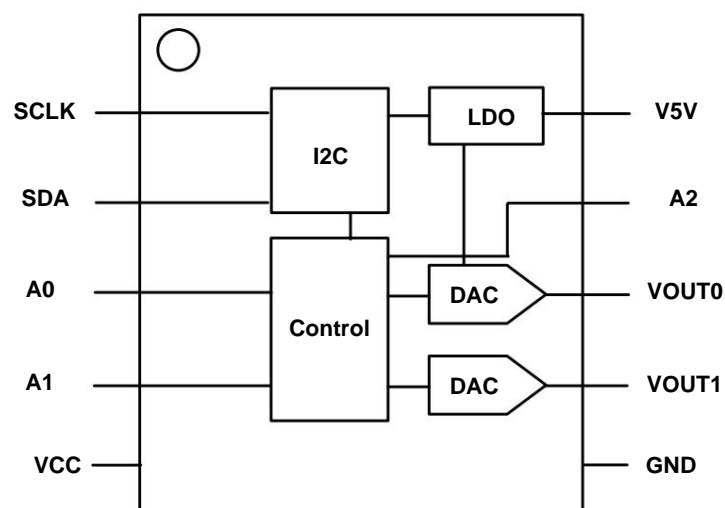 SCLK
LDO
V5V
I2C
SDA
A2
A0
DAC
VOUT0
Control
A1
DAC
VOUT1
VCC
GND